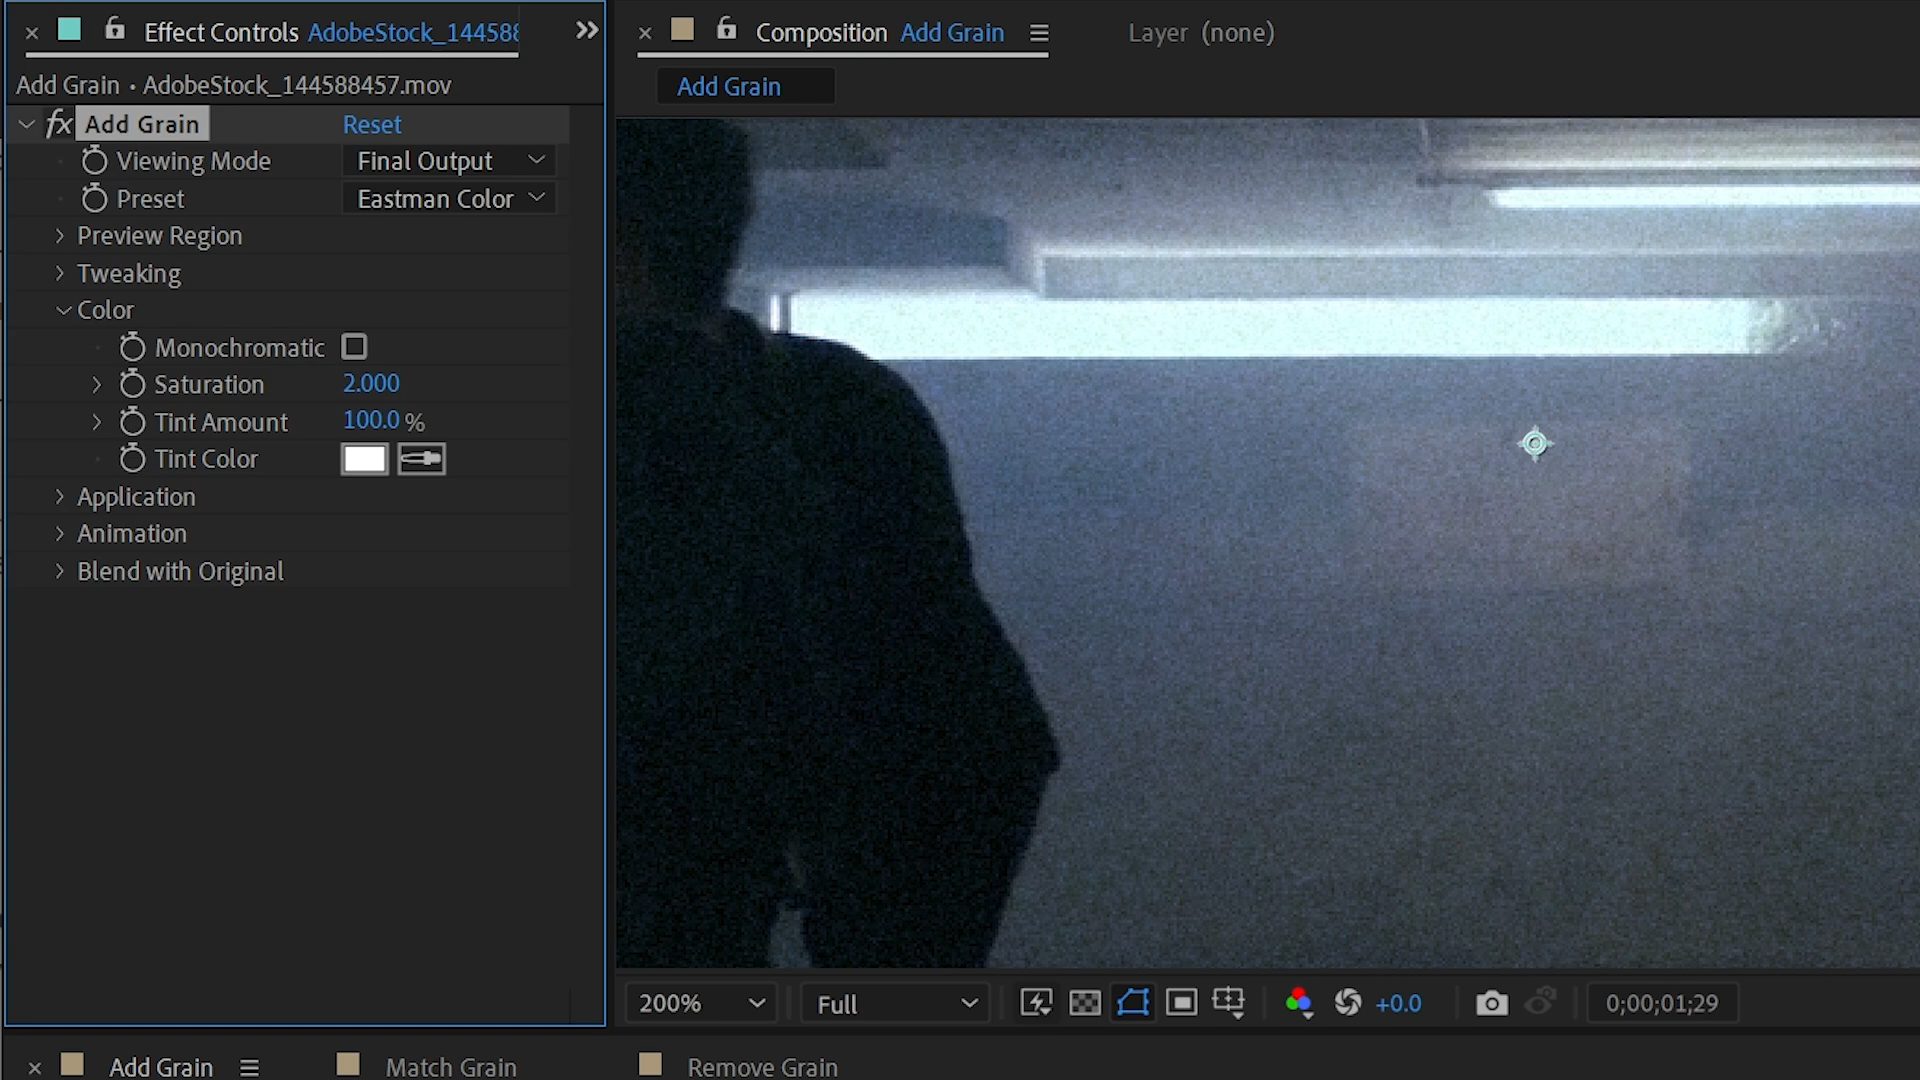 Effect Controls AdobeStock_14458
Composition Add Grain
Layer (none)
Add Grain • AdobeStock_144588457.mov
Add Grain
fx Add Grain Reset
Viewing Mode Final Output
Preset Eastman Color
Preview Region
Tweaking
Color
Monochromatic
Saturation 2.000
Tint Amount 100.0 %
Tint Color
Application
Animation
Blend with Original
200% Full +0.0 0;00;01;29
Add Grain Match Grain Remove Grain